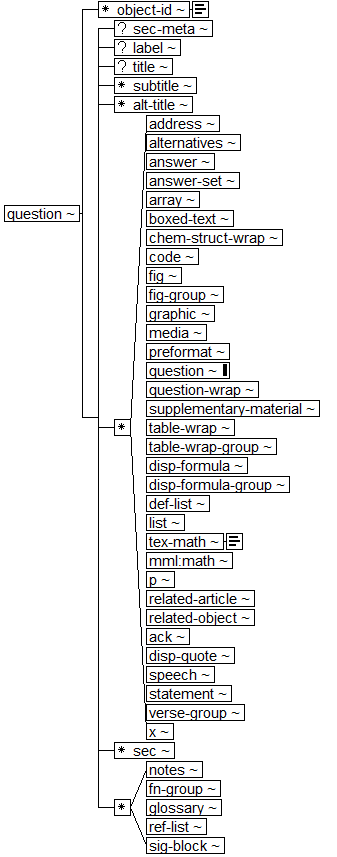 * object-id ~
? sec-meta ~
? label ~
? title ~
* subtitle ~
* alt-title ~
address ~
alternatives ~
answer ~
answer-set ~
array ~
question ~
boxed-text ~
chem-struct-wrap ~
code ~
fig ~
fig-group ~
graphic ~
media ~
preformat ~
question ~
question-wrap ~
supplementary-material ~
*
table-wrap ~
table-wrap-group ~
disp-formula ~
disp-formula-group ~
def-list ~
list ~
tex-math ~
mml:math ~
p ~
related-article ~
related-object ~
ack ~
disp-quote ~
speech ~
statement ~
verse-group ~
x ~
* sec ~
notes ~
fn-group ~
*
glossary ~
ref-list ~
sig-block ~